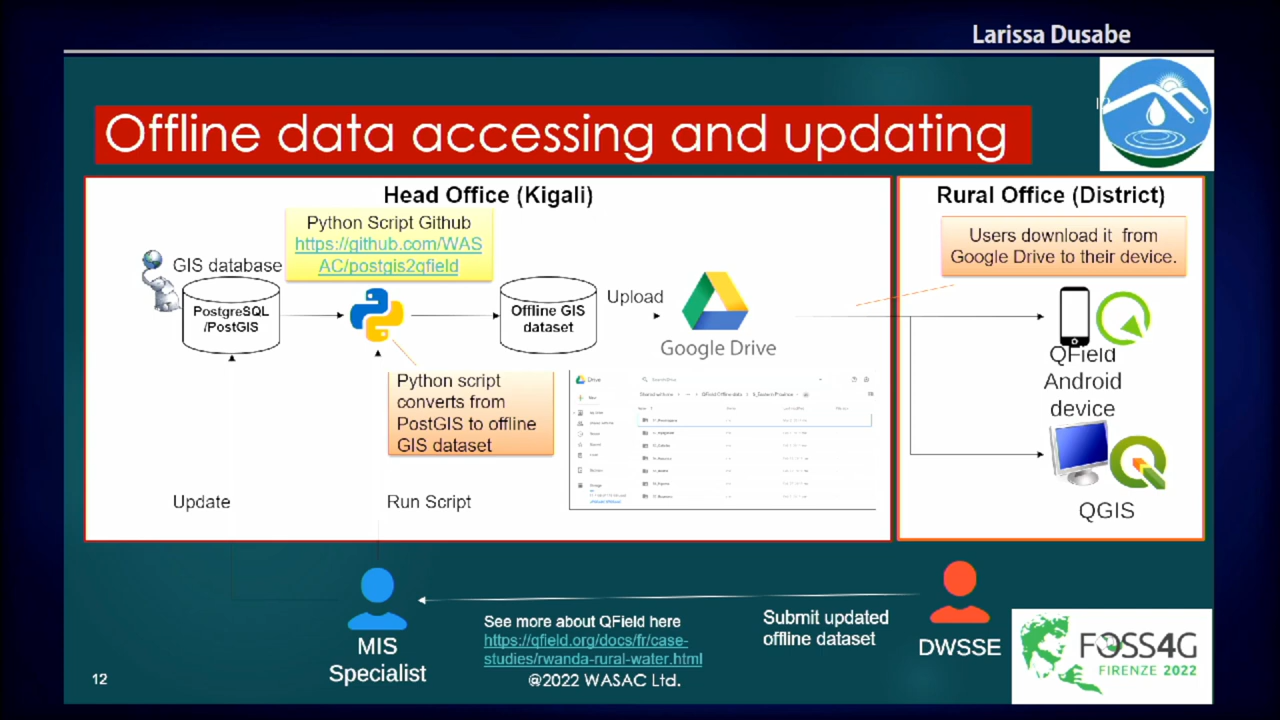 Larissa Dusabe
Offline data accessing and updating
Head Office (Kigali)
Python Script Github
https://github.com/WAS
AC/postgis2qfield
GIS database
PostgreSQL
/PostGIS
Offline GIS
dataset
Upload
Google Drive
Python script
converts from
PostGIS to offline
GIS dataset
Drive
Update
Run Script
Rural Office (District)
Users download it from
Google Drive to their device.
QField
Android
device
QGIS
MIS
Specialist
See more about QField here
https://qfield.org/docs/fr/case-
studies/rwanda-rural-water.html
@2022 WASAC Ltd.
Submit updated
offline dataset
DWSSE
FOSS4G
FIRENZE 2022
12